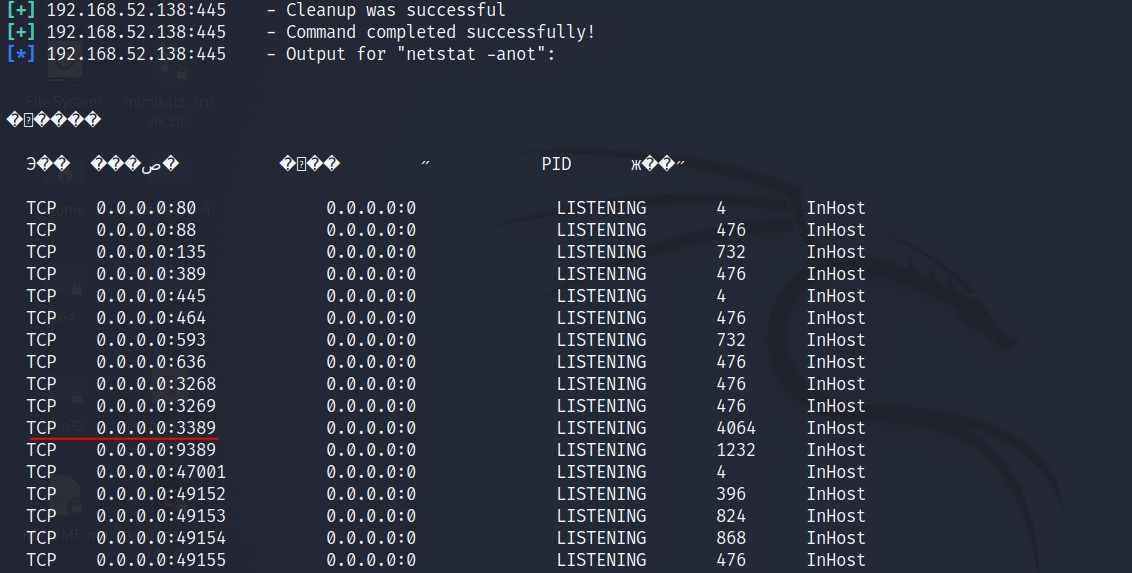 [+] 192.168.52.138:445 - Cleanup was successful
[+] 192.168.52.138:445 - Command completed successfully!
[*] 192.168.52.138:445 - Output for "netstat -anot":
PID
TCP 0.0.0.0:80 0.0.0.0:0 LISTENING 4 InHost
TCP 0.0.0.0:88 0.0.0.0:0 LISTENING 476 InHost
TCP 0.0.0.0:135 0.0.0.0:0 LISTENING 732 InHost
TCP 0.0.0.0:389 0.0.0.0:0 LISTENING 476 InHost
TCP 0.0.0.0:445 0.0.0.0:0 LISTENING 4 InHost
TCP 0.0.0.0:464 0.0.0.0:0 LISTENING 476 InHost
TCP 0.0.0.0:593 0.0.0.0:0 LISTENING 732 InHost
TCP 0.0.0.0:636 0.0.0.0:0 LISTENING 476 InHost
TCP 0.0.0.0:3268 0.0.0.0:0 LISTENING 476 InHost
TCP 0.0.0.0:3269 0.0.0.0:0 LISTENING 476 InHost
TCP 0.0.0.0:3389 0.0.0.0:0 LISTENING 4064 InHost
TCP 0.0.0.0:9389 0.0.0.0:0 LISTENING 1232 InHost
TCP 0.0.0.0:47001 0.0.0.0:0 LISTENING 4 InHost
TCP 0.0.0.0:49152 0.0.0.0:0 LISTENING 396 InHost
TCP 0.0.0.0:49153 0.0.0.0:0 LISTENING 824 InHost
TCP 0.0.0.0:49154 0.0.0.0:0 LISTENING 868 InHost
TCP 0.0.0.0:49155 0.0.0.0:0 LISTENING 476 InHost
File System
mimikatz_tru
nk.zip